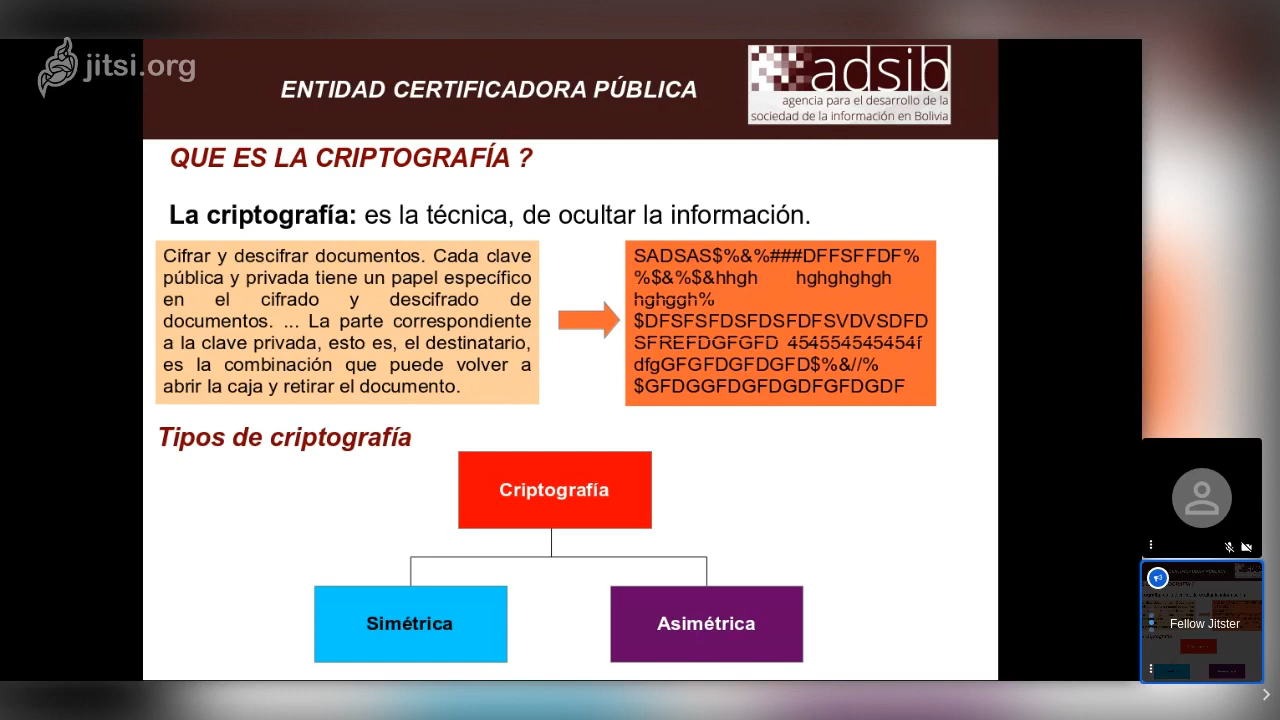 jitsi.org
ENTIDAD CERTIFICADORA PÚBLICA
adsib
agencia para el desarrollo de la
sociedad de la información en Bolivia
QUE ES LA CRIPTOGRAFÍA ?
La criptografía: es la técnica, de ocultar la información.
Cifrar y descifrar documentos. Cada clave
pública y privada tiene un papel específico
en el cifrado y descifrado de
documentos. ... La parte correspondiente
a la clave privada, esto es, el destinatario,
es la combinación que puede volver a
abrir la caja y retirar el documento.
SADSAS$%&%###DFFSFFDF%
%$&%$&hhgh hghghghgh
hghggh%
$DFSFSFDSFDSFDFSVDVSDFD
SFREFDGFGFD 454554545454f
dfgGFGFDGFDGFD$%&//%
$GFDGGFDGFDGDFGFDGDF
Tipos de criptografía
Criptografía
Simétrica
Asimétrica
Fellow Jitster